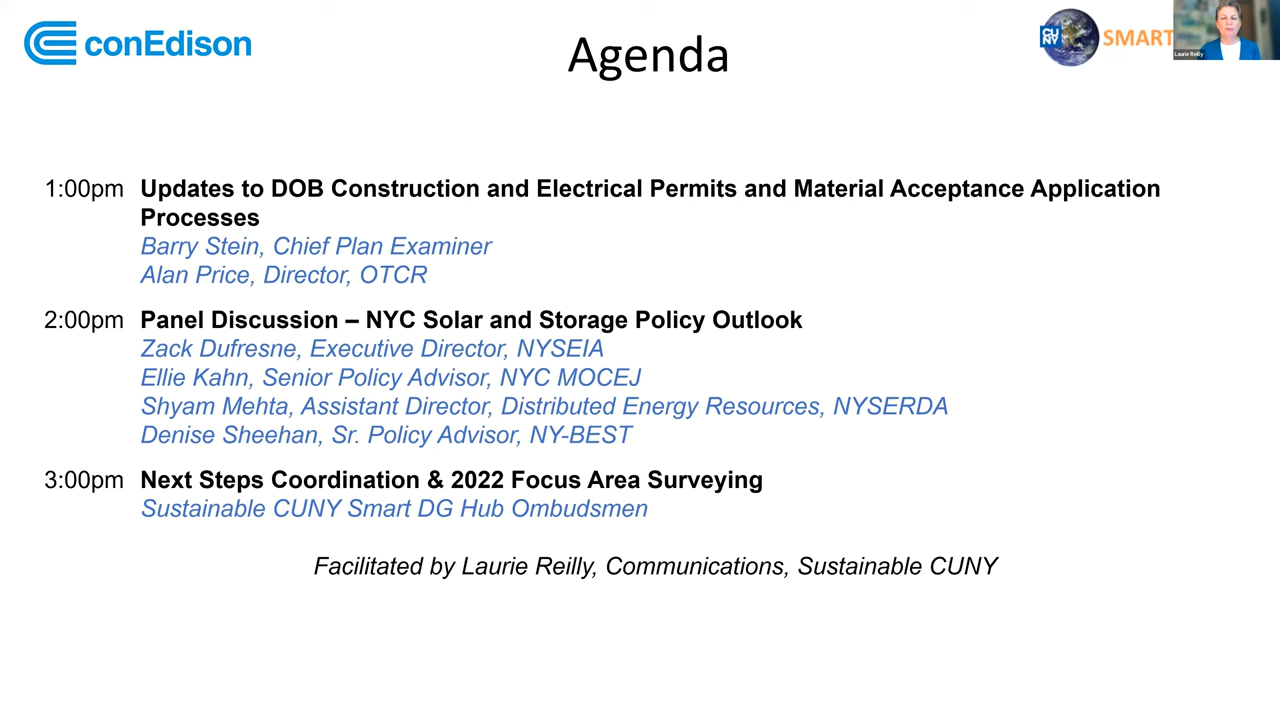 conEdison
Agenda
CU
NY
SMART
Laurie Reilly
1:00pm Updates to DOB Construction and Electrical Permits and Material Acceptance Application
Processes
Barry Stein, Chief Plan Examiner
Alan Price, Director, OTCR
2:00pm Panel Discussion – NYC Solar and Storage Policy Outlook
Zack Dufresne, Executive Director, NYSEIA
Ellie Kahn, Senior Policy Advisor, NYC MOCEJ
Shyam Mehta, Assistant Director, Distributed Energy Resources, NYSERDA
Denise Sheehan, Sr. Policy Advisor, NY-BEST
3:00pm Next Steps Coordination & 2022 Focus Area Surveying
Sustainable CUNY Smart DG Hub Ombudsmen
Facilitated by Laurie Reilly, Communications, Sustainable CUNY